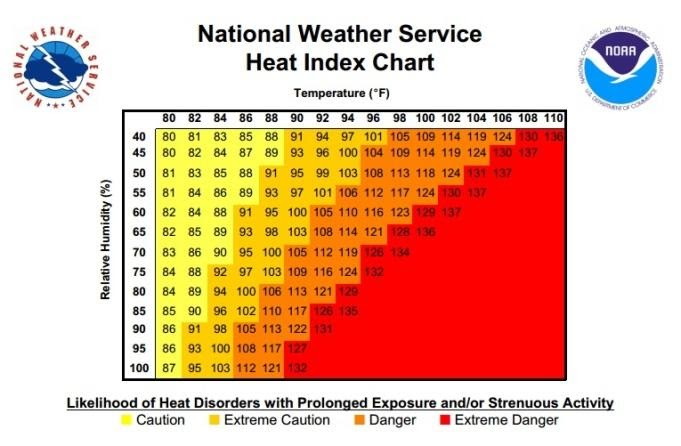 National Weather Service
Heat Index Chart
NATIONAL WEATHER SERVICE
NATIONAL OCEANIC AND ATMOSPHERIC ADMINISTRATION
NOAA
U.S. DEPARTMENT OF COMMERCE
Temperature (°F)
80 82 84 86 88 90 92 94 96 98 100 102 104 106 108 110
Relative Humidity (%)
40 80 81 83 85 88 91 94 97 101 105 109 114 119 124 130 136
45 80 82 84 87 89 93 96 100 104 109 114 119 124 130 137
50 81 83 85 88 91 95 99 103 108 113 118 124 131 137
55 81 84 86 89 93 97 101 106 112 117 124 130 137
60 82 84 88 91 95 100 105 110 116 123 129 137
65 82 85 89 93 98 103 108 114 121 128 136
70 83 86 90 95 100 105 112 119 126 134
75 84 88 92 97 103 109 116 124 132
80 84 89 94 100 106 113 121 129
85 85 90 96 102 110 117 126 135
90 86 91 98 105 113 122 131
95 86 93 100 108 117 127
100 87 95 103 112 121 132
Likelihood of Heat Disorders with Prolonged Exposure and/or Strenuous Activity
Caution Extreme Caution Danger Extreme Danger